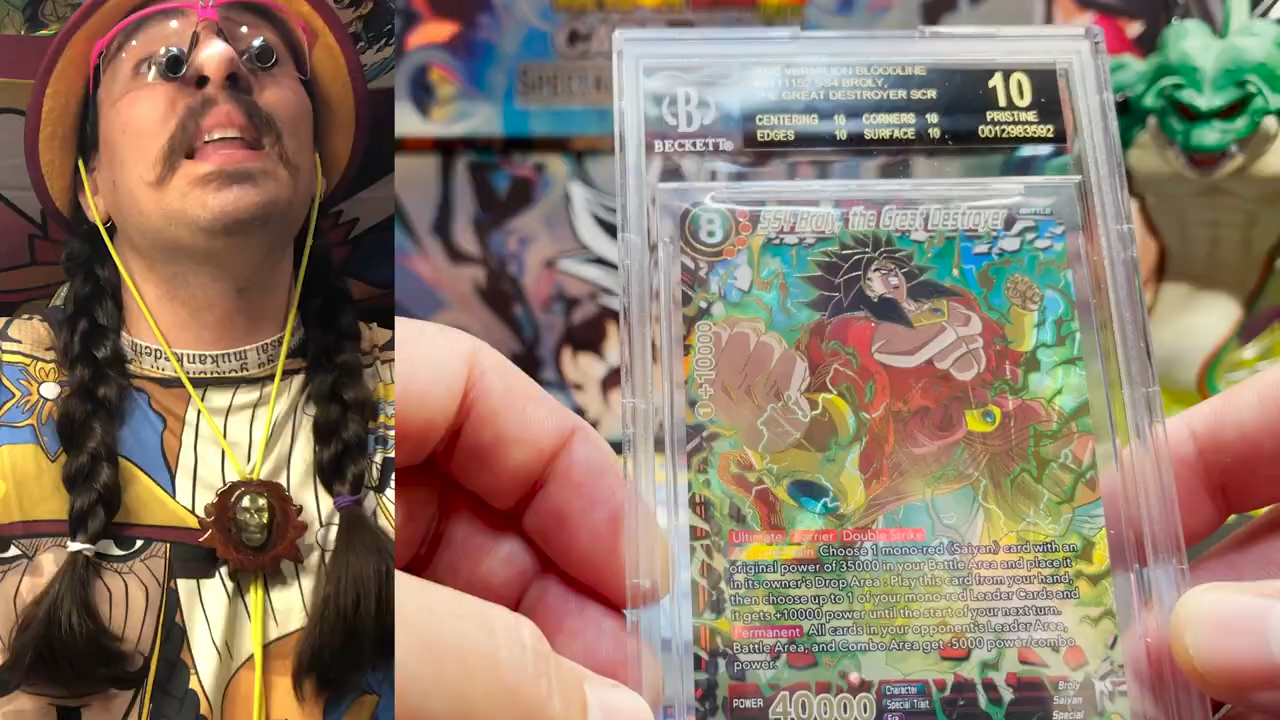 VERMILION BLOODLINE
SS4 BROLY,
THE GREAT DESTROYER SCR
CENTERING 10 CORNERS 10
EDGES 10 SURFACE 10
10
PRISTINE
0012983592
B
BECKETT®
8
SS4 Broly, the Great Destroyer
BATTLE
+10000
Ultimate Barrier Double Strike
Choose 1 mono-red 《Saiyan》 card with an
original power of 35000 in your Battle Area and place it
in its owner's Drop Area : Play this card from your hand,
then choose up to 1 of your mono-red Leader Cards and
it gets +10000 power until the start of your next turn.
Permanent All cards in your opponent's Leader Area,
Battle Area, and Combo Area get -5000 power/combo
power.
POWER 40000
Character Broly
Special Trait Saiyan
Era Special